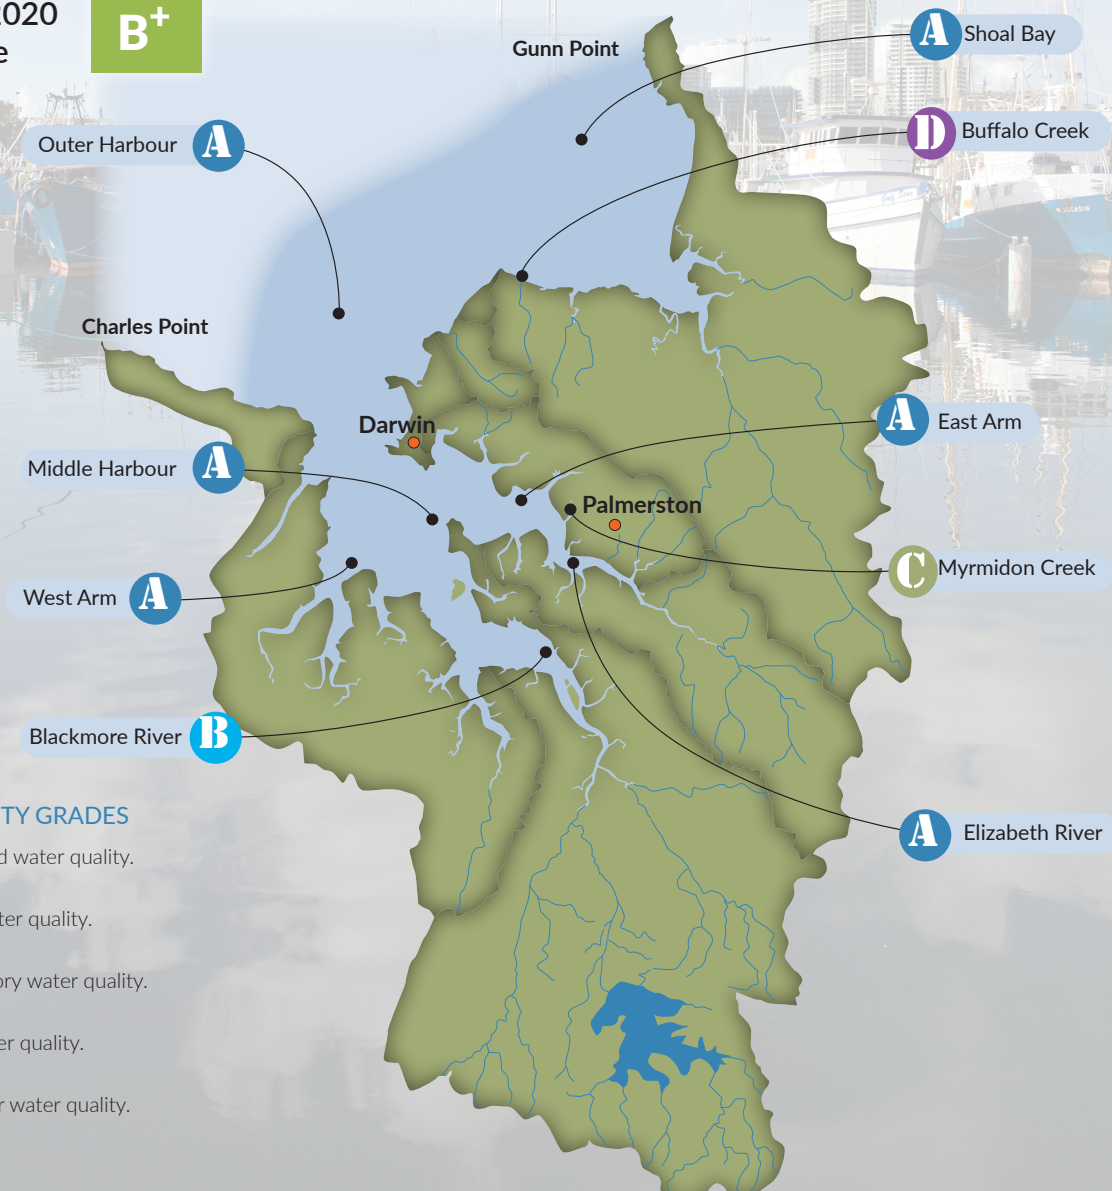 2020
B+
e
Gunn Point
A Shoal Bay
D Buffalo Creek
Outer Harbour A
Charles Point
Darwin
A East Arm
Middle Harbour A
Palmerston
C Myrmidon Creek
West Arm A
Blackmore River B
A Elizabeth River
TY GRADES
d water quality.
ter quality.
ory water quality.
er quality.
r water quality.